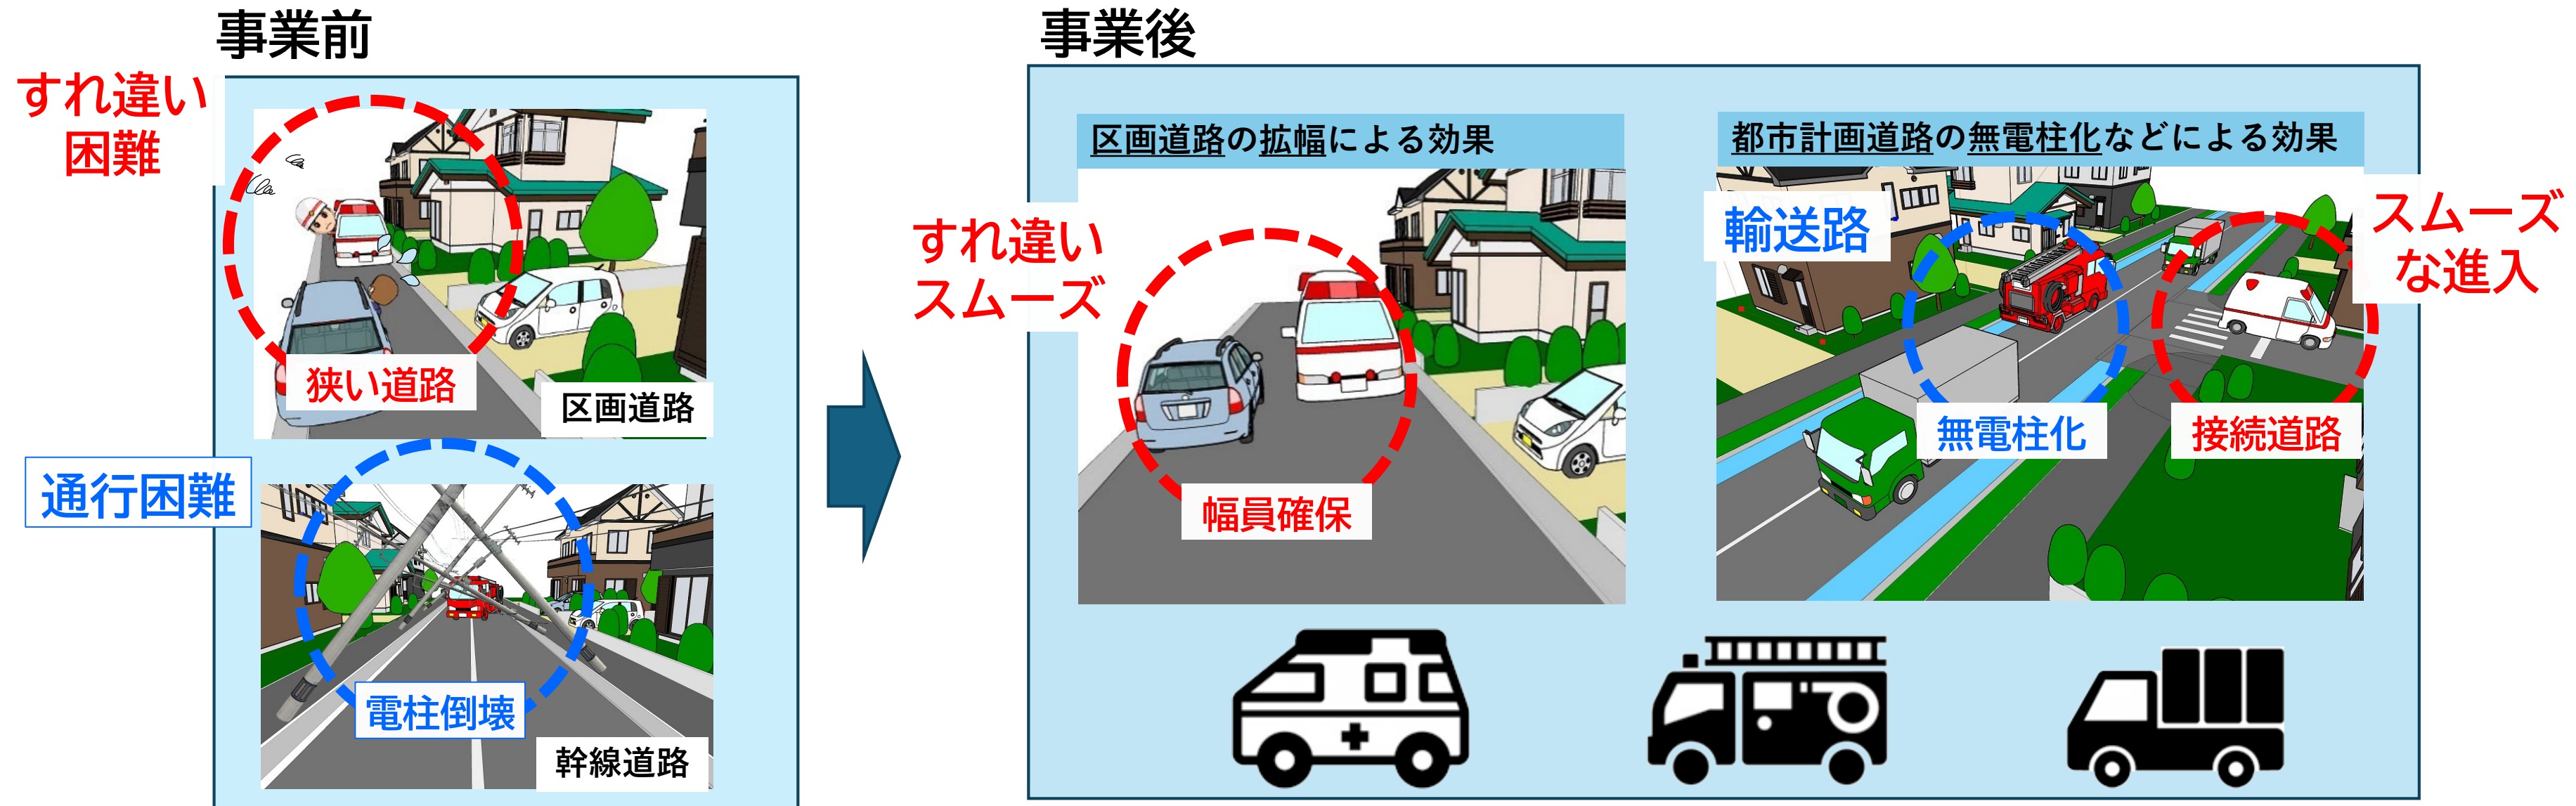 事業前
すれ違い
困難
狭い道路
区画道路
通行困難
電柱倒壊
幹線道路
事業後
区画道路の拡幅による効果
すれ違い
スムーズ
幅員確保
都市計画道路の無電柱化などによる効果
輸送路
スムーズ
な進入
無電柱化
接続道路